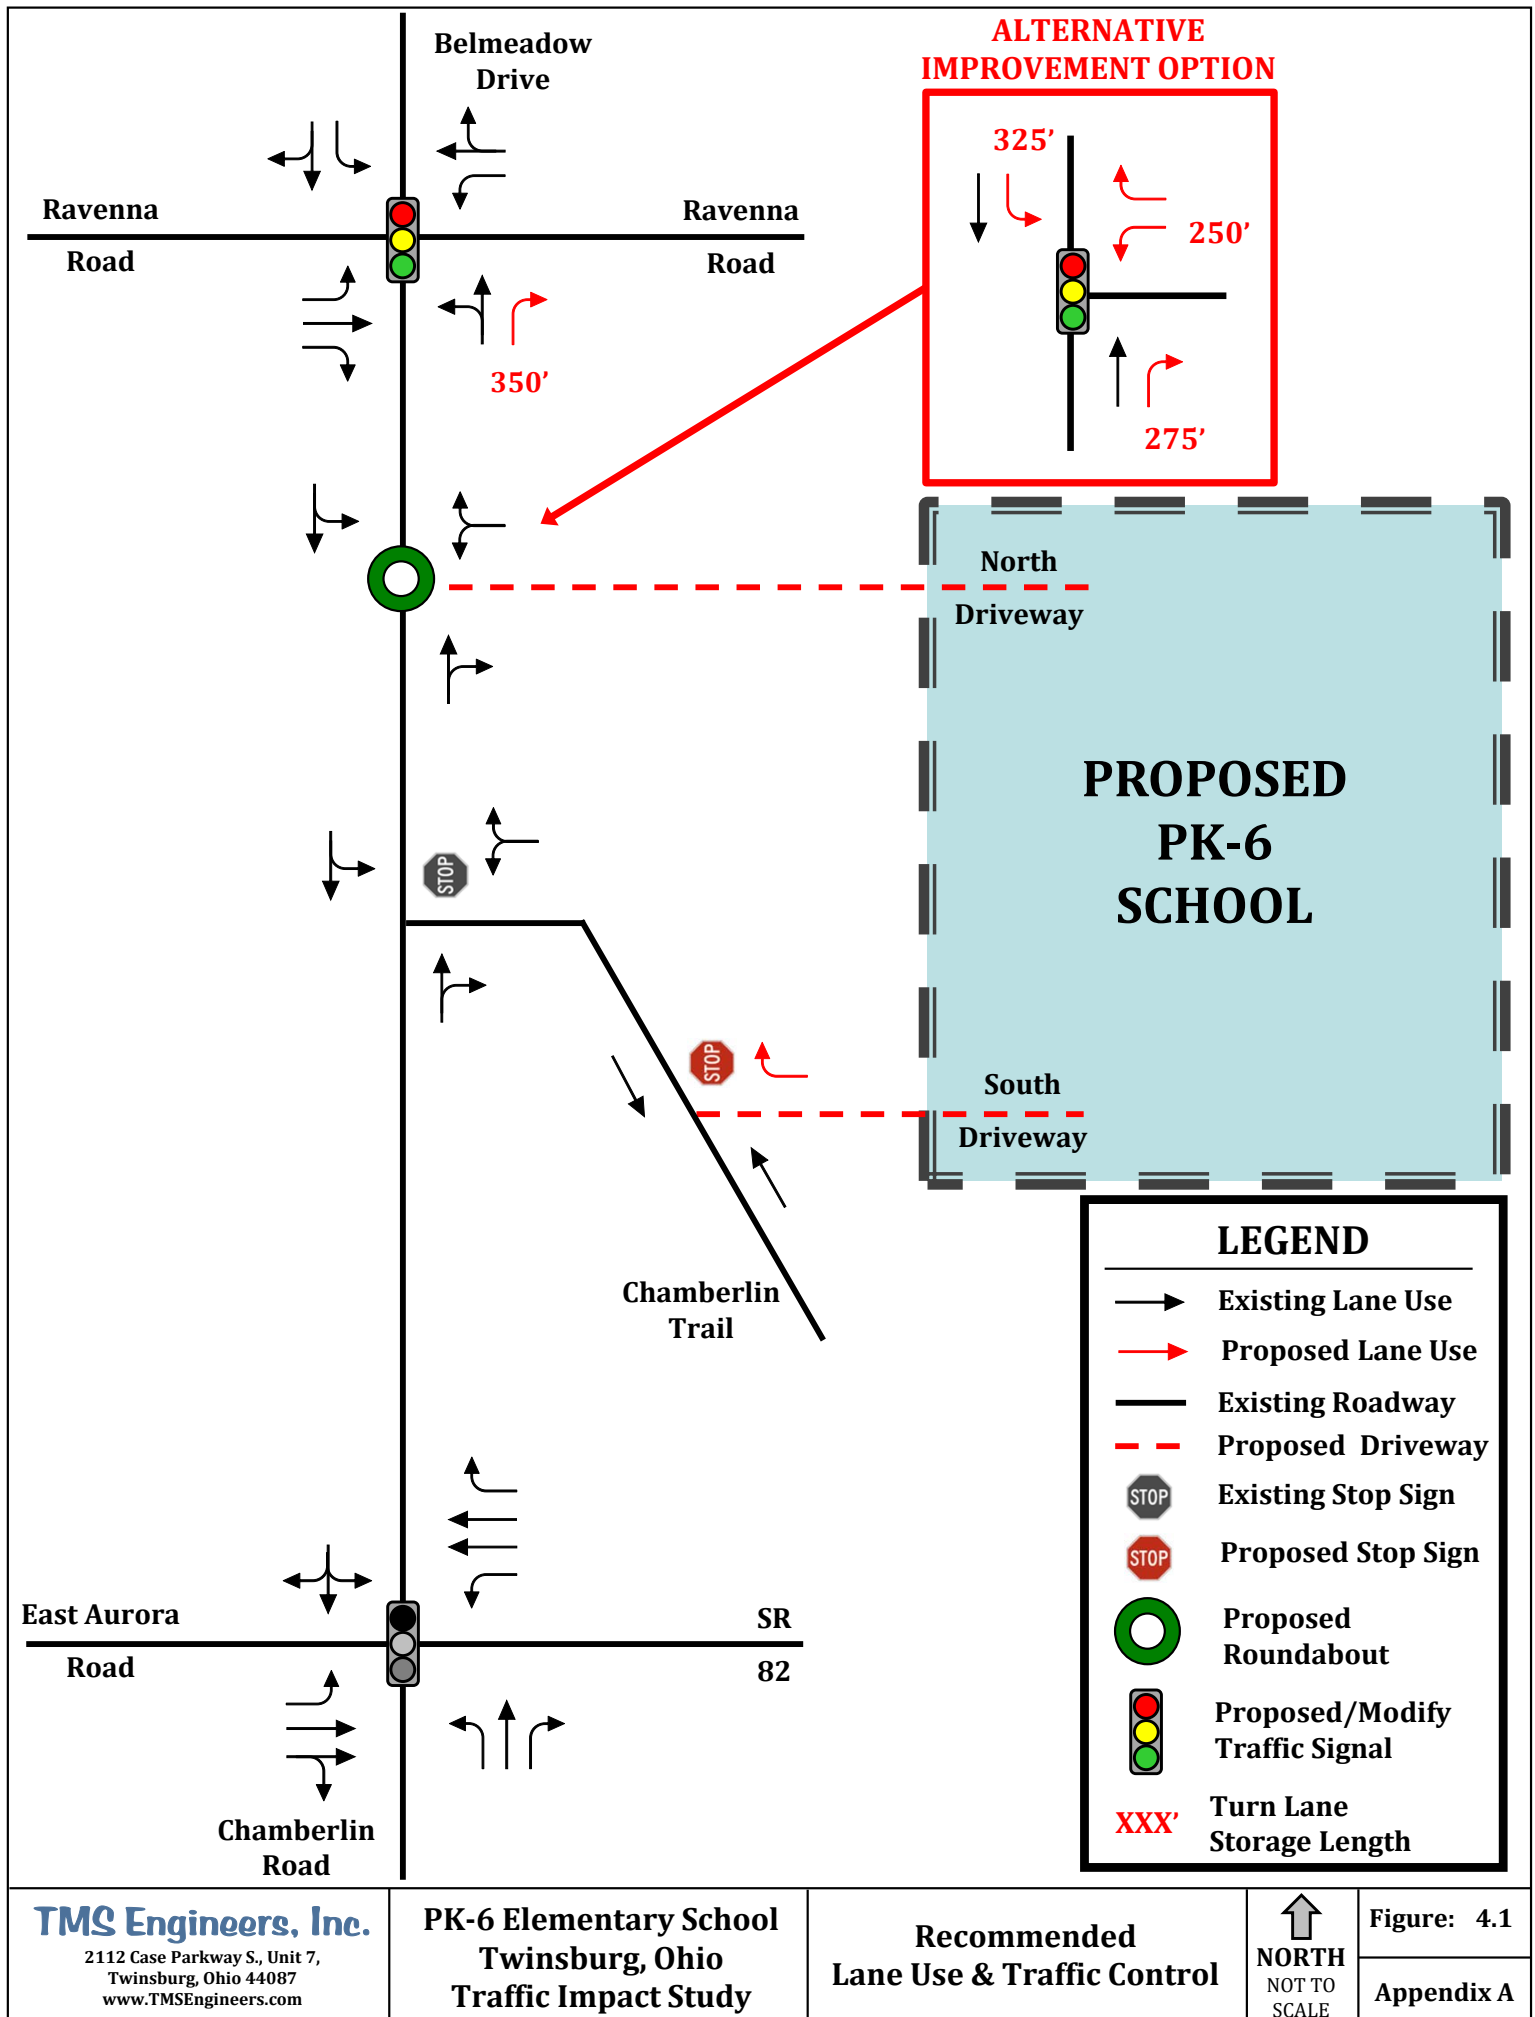 Belmeadow
Drive
ALTERNATIVE
IMPROVEMENT OPTION
325’
250’
275’
Ravenna
Road
Ravenna
Road
350’
North
Driveway
PROPOSED
PK-6
SCHOOL
STOP
STOP
South
Driveway
Chamberlin
Trail
East Aurora
Road
SR
82
Chamberlin
Road
LEGEND
Existing Lane Use
Proposed Lane Use
Existing Roadway
Proposed Driveway
STOP Existing Stop Sign
STOP Proposed Stop Sign
Proposed
Roundabout
Proposed/Modify
Traffic Signal
XXX’ Turn Lane
Storage Length
TMS Engineers, Inc.
2112 Case Parkway S., Unit 7,
Twinsburg, Ohio 44087
www.TMSEngineers.com
PK-6 Elementary School
Twinsburg, Ohio
Traffic Impact Study
Recommended
Lane Use & Traffic Control
NORTH
NOT TO
SCALE
Figure: 4.1
Appendix A